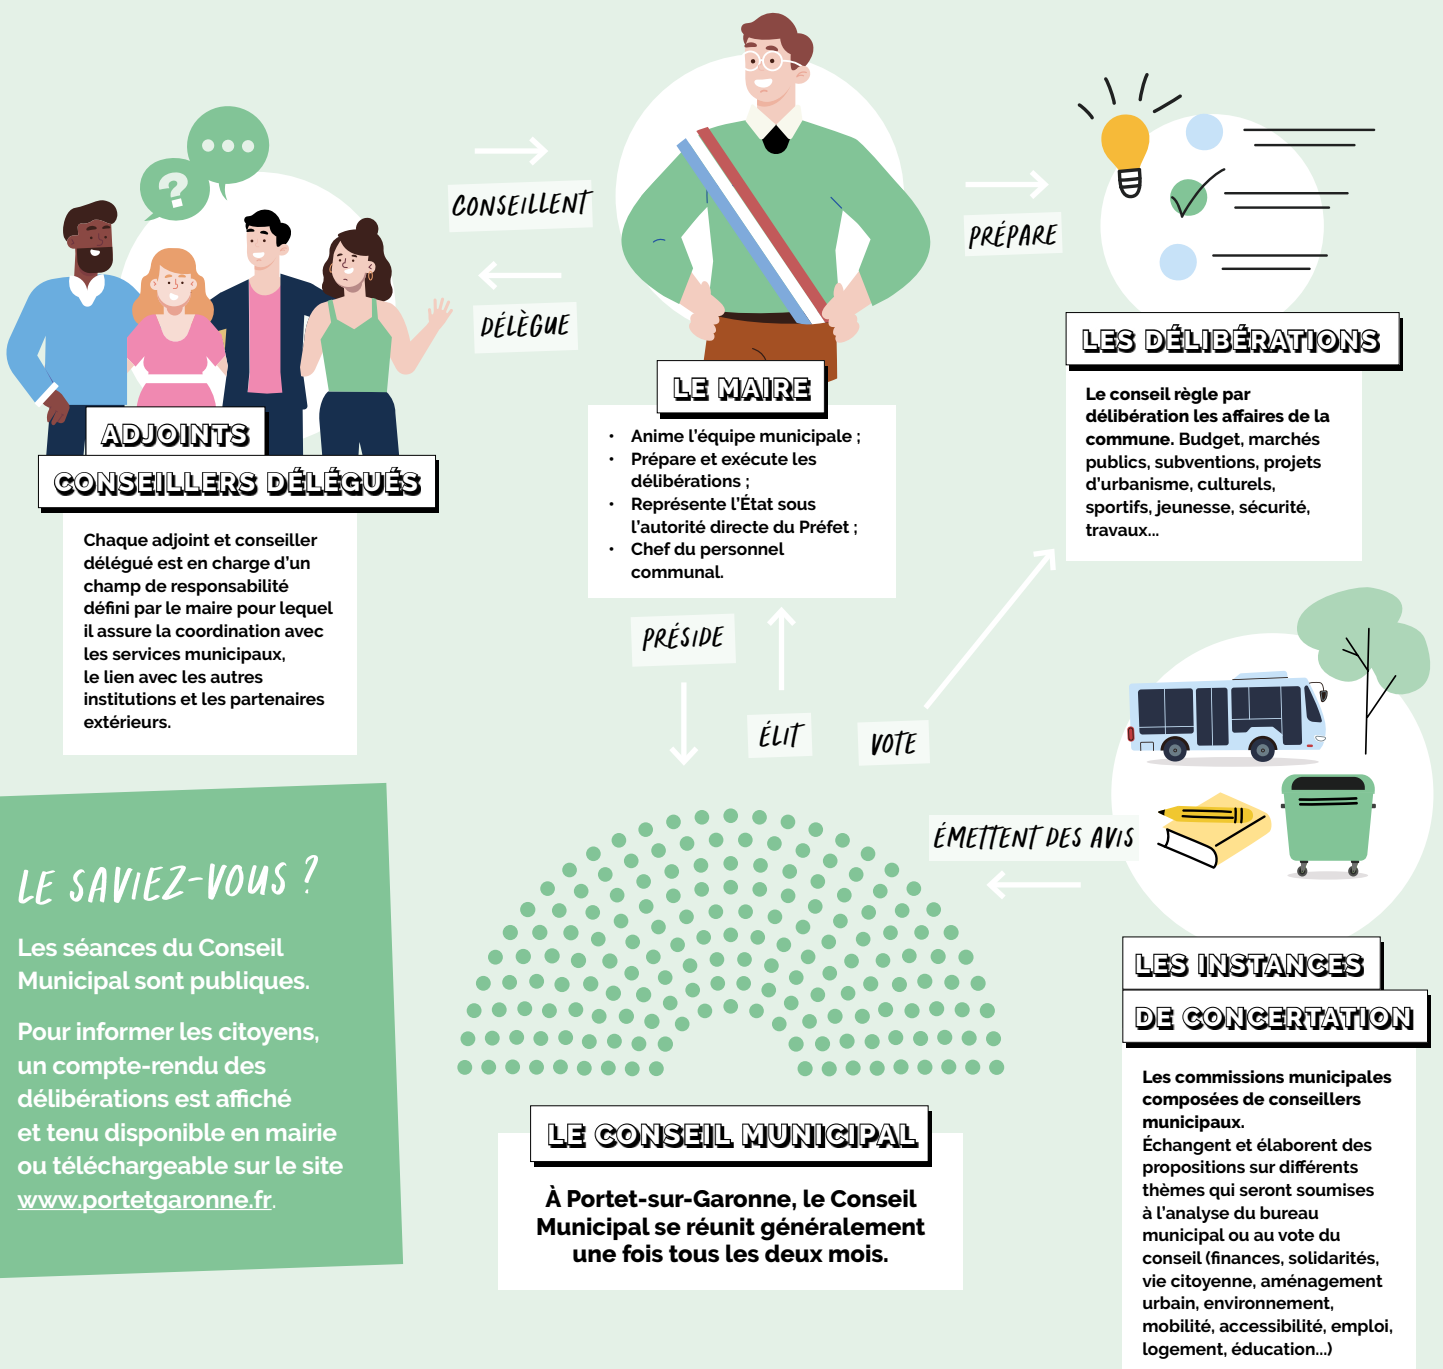 ?
CONSEILLENT
DÉLÈGUE
PRÉPARE
ADJOINTS
CONSEILLERS DÉLÉGUÉS
Chaque adjoint et conseiller
délégué est en charge d'un
champ de responsabilité
défini par le maire pour lequel
il assure la coordination avec
les services municipaux,
le lien avec les autres
institutions et les partenaires
extérieurs.
LE MAIRE
• Anime l'équipe municipale ;
• Prépare et exécute les
délibérations ;
• Représente l'État sous
l'autorité directe du Préfet ;
• Chef du personnel
communal.
LES DÉLIBÉRATIONS
Le conseil règle par
délibération les affaires de la
commune. Budget, marchés
publics, subventions, projets
d'urbanisme, culturels,
sportifs, jeunesse, sécurité,
travaux...
PRÉSIDE
ÉLIT
VOTE
ÉMETTENT DES AVIS
LE SAVIEZ-VOUS ?
Les séances du Conseil
Municipal sont publiques.
Pour informer les citoyens,
un compte-rendu des
délibérations est affiché
et tenu disponible en mairie
ou téléchargeable sur le site
www.portetgaronne.fr.
LE CONSEIL MUNICIPAL
À Portet-sur-Garonne, le Conseil
Municipal se réunit généralement
une fois tous les deux mois.
LES INSTANCES
DE CONCERTATION
Les commissions municipales
composées de conseillers
municipaux.
Échangent et élaborent des
propositions sur différents
thèmes qui seront soumises
à l'analyse du bureau
municipal ou au vote du
conseil (finances, solidarités,
vie citoyenne, aménagement
urbain, environnement,
mobilité, accessibilité, emploi,
logement, éducation...)